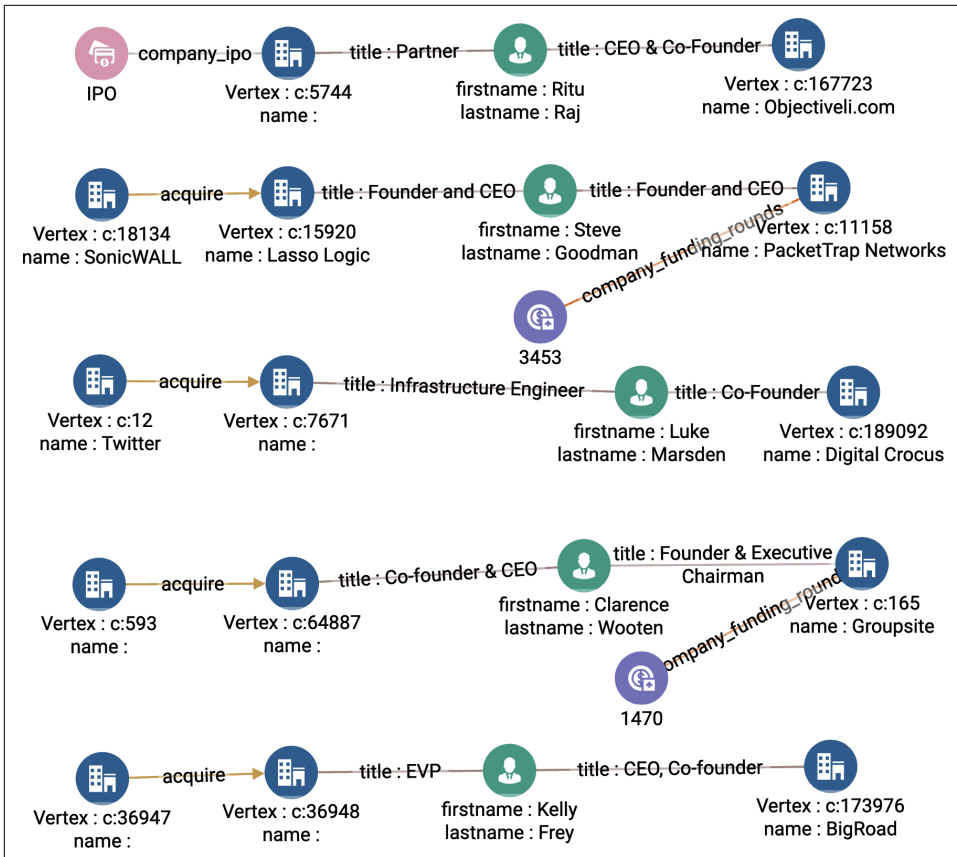 company_ipo
title : Partner
title : CEO & Co-Founder
IPO
Vertex : c:5744
name :
firstname : Ritu
lastname : Raj
Vertex : c:167723
name : Objectiveli.com
acquire
title : Founder and CEO
title : Founder and CEO
Vertex : c:18134
name : SonicWALL
Vertex : c:15920
name : Lasso Logic
firstname : Steve
lastname : Goodman
Vertex : c:11158
name : PacketTrap Networks
company_funding_rounds
3453
acquire
title : Infrastructure Engineer
title : Co-Founder
Vertex : c:12
name : Twitter
Vertex : c:7671
name :
firstname : Luke
lastname : Marsden
Vertex : c:189092
name : Digital Crocus
acquire
title : Co-founder & CEO
title : Founder & Executive
Chairman
Vertex : c:593
name :
Vertex : c:64887
name :
firstname : Clarence
lastname : Wooten
Vertex : c:165
name : Groupsite
ompany_funding_round
1470
acquire
title : EVP
title : CEO, Co-founder
Vertex : c:36947
name :
Vertex : c:36948
name :
firstname : Kelly
lastname : Frey
Vertex : c:173976
name : BigRoad